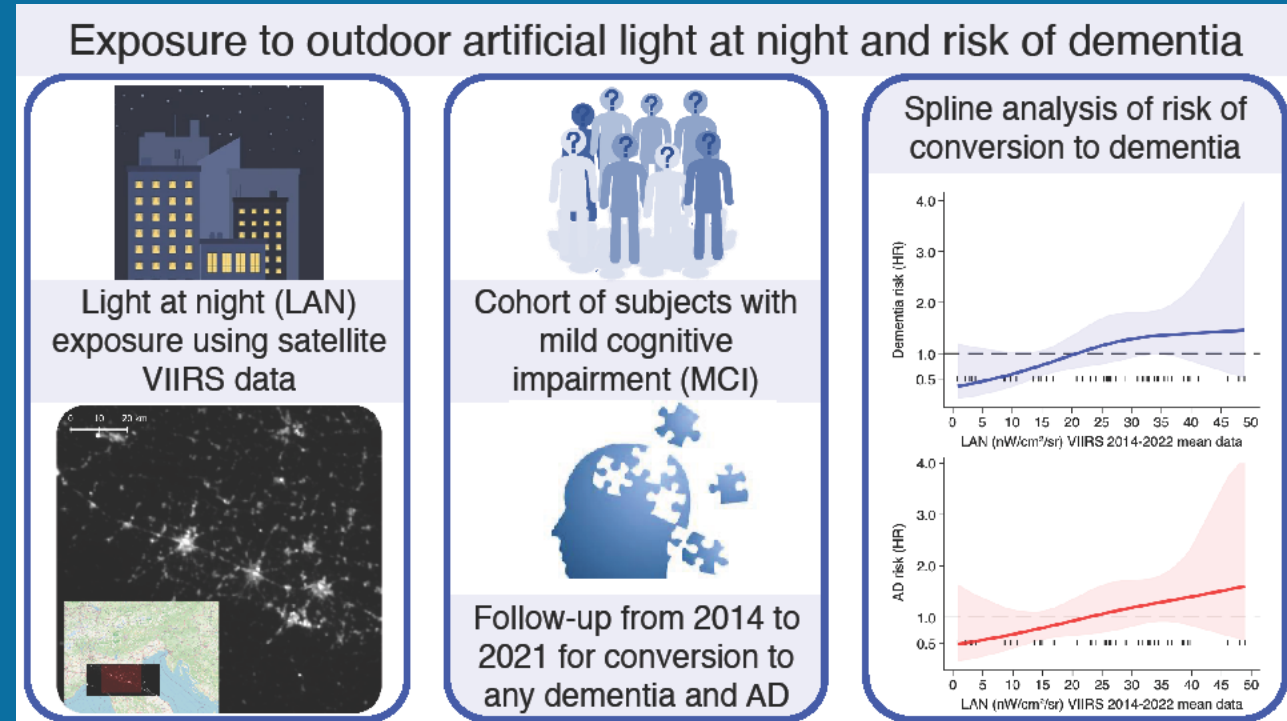 Exposure to outdoor artificial light at night and risk of dementia
Light at night (LAN)
exposure using satellite
VIIRS data
0 10 20 km
? ? ? ?
? ? ? ?
Cohort of subjects with
mild cognitive
impairment (MCI)
Follow-up from 2014 to
2021 for conversion to
any dementia and AD
Spline analysis of risk of
conversion to dementia
Dementia risk (HR)
4.0
3.0
2.0
1.0
0.5
0 5 10 15 20 25 30 35 40 45 50
LAN (nW/cm²/sr) VIIRS 2014-2022 mean data
AD risk (HR)
4.0
3.0
2.0
1.0
0.5
0 5 10 15 20 25 30 35 40 45 50
LAN (nW/cm²/sr) VIIRS 2014-2022 mean data